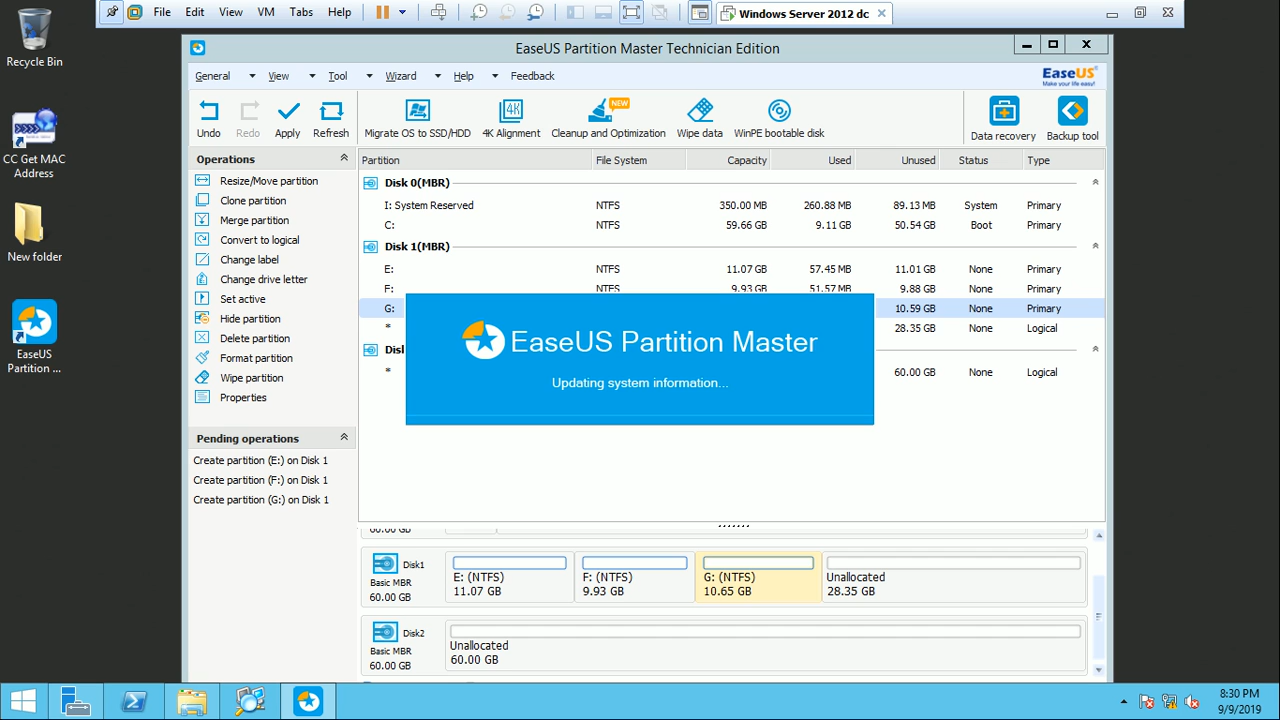 File Edit View VM Tabs Help Windows Server 2012 dc
Recycle Bin
CC Get MAC
Address
New folder
EaseUS
Partition ...
EaseUS Partition Master Technician Edition
General View Tool Wizard Help Feedback
EaseUS
Make your life easy!
Undo Redo Apply Refresh Migrate OS to SSD/HDD 4K Alignment Cleanup and Optimization Wipe data WinPE bootable disk Data recovery Backup tool
4K
NEW
Operations
Resize/Move partition
Clone partition
Merge partition
Convert to logical
Change label
Change drive letter
Set active
Hide partition
Delete partition
Format partition
Wipe partition
Properties
Pending operations
Create partition (E:) on Disk 1
Create partition (F:) on Disk 1
Create partition (G:) on Disk 1
Partition File System Capacity Used Unused Status Type
Disk 0(MBR)
I: System Reserved NTFS 350.00 MB 260.88 MB 89.13 MB System Primary
C: NTFS 59.66 GB 9.11 GB 50.54 GB Boot Primary
Disk 1(MBR)
E: NTFS 11.07 GB 57.45 MB 11.01 GB None Primary
F: NTFS 9.93 GB 51.57 MB 9.88 GB None Primary
G: 10.59 GB None Primary
* 28.35 GB None Logical
Disl
* 60.00 GB None Logical
EaseUS Partition Master
Updating system information...
60.00 GB
Disk1
Basic MBR
60.00 GB
E: (NTFS)
11.07 GB
F: (NTFS)
9.93 GB
G: (NTFS)
10.65 GB
Unallocated
28.35 GB
Disk2
Basic MBR
60.00 GB
Unallocated
60.00 GB
8:30 PM
9/9/2019